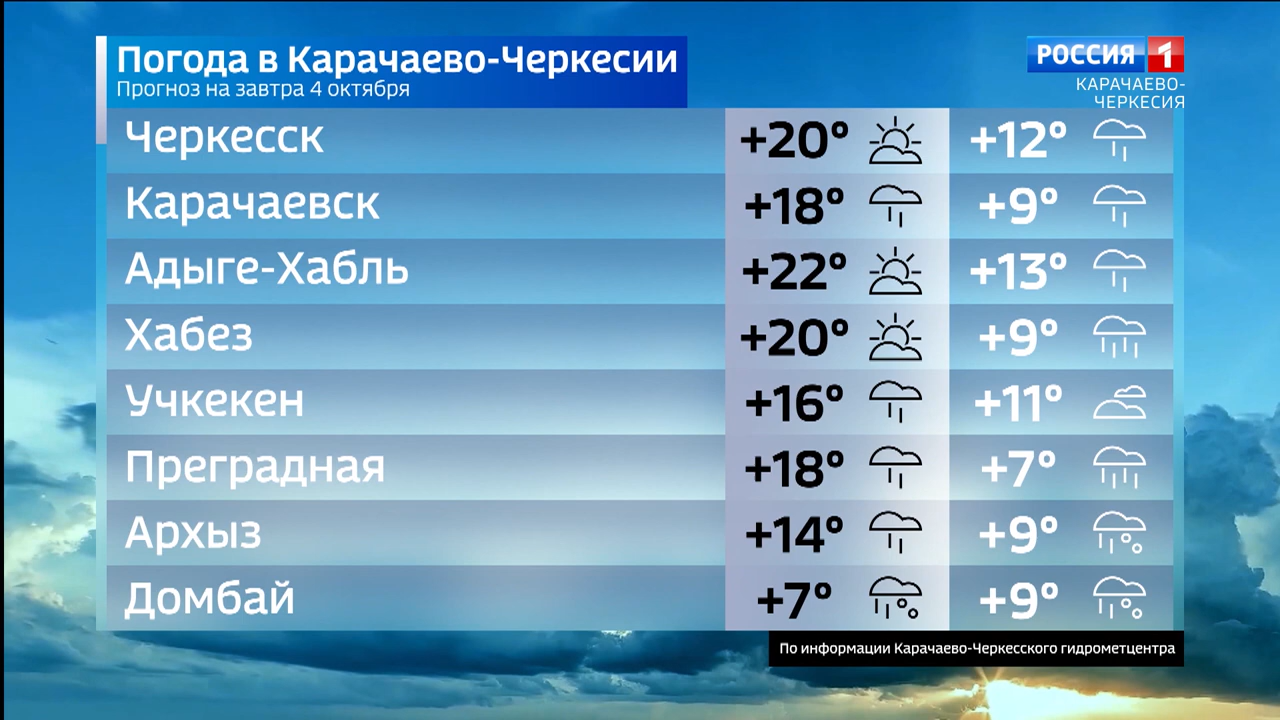 Погода в Карачаево-Черкесии
Прогноз на завтра 4 октября
РОССИЯ 1
КАРАЧАЕВО-
ЧЕРКЕСИЯ
Черкесск +20° +12°
Карачаевск +18° +9°
Адыге-Хабль +22° +13°
Хабез +20° +9°
Учкекен +16° +11°
Преградная +18° +7°
Архыз +14° +9°
Домбай +7° +9°
По информации Карачаево-Черкесского гидрометцентра